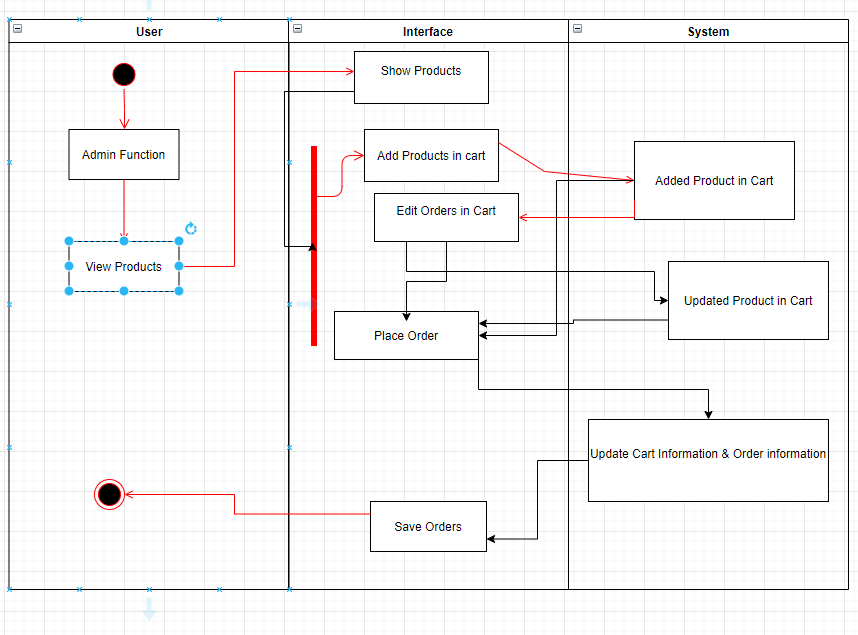 User
Interface
System
Show Products
Admin Function
Add Products in cart
Added Product in Cart
Edit Orders in Cart
View Products
Updated Product in Cart
Place Order
Update Cart Information & Order information
Save Orders